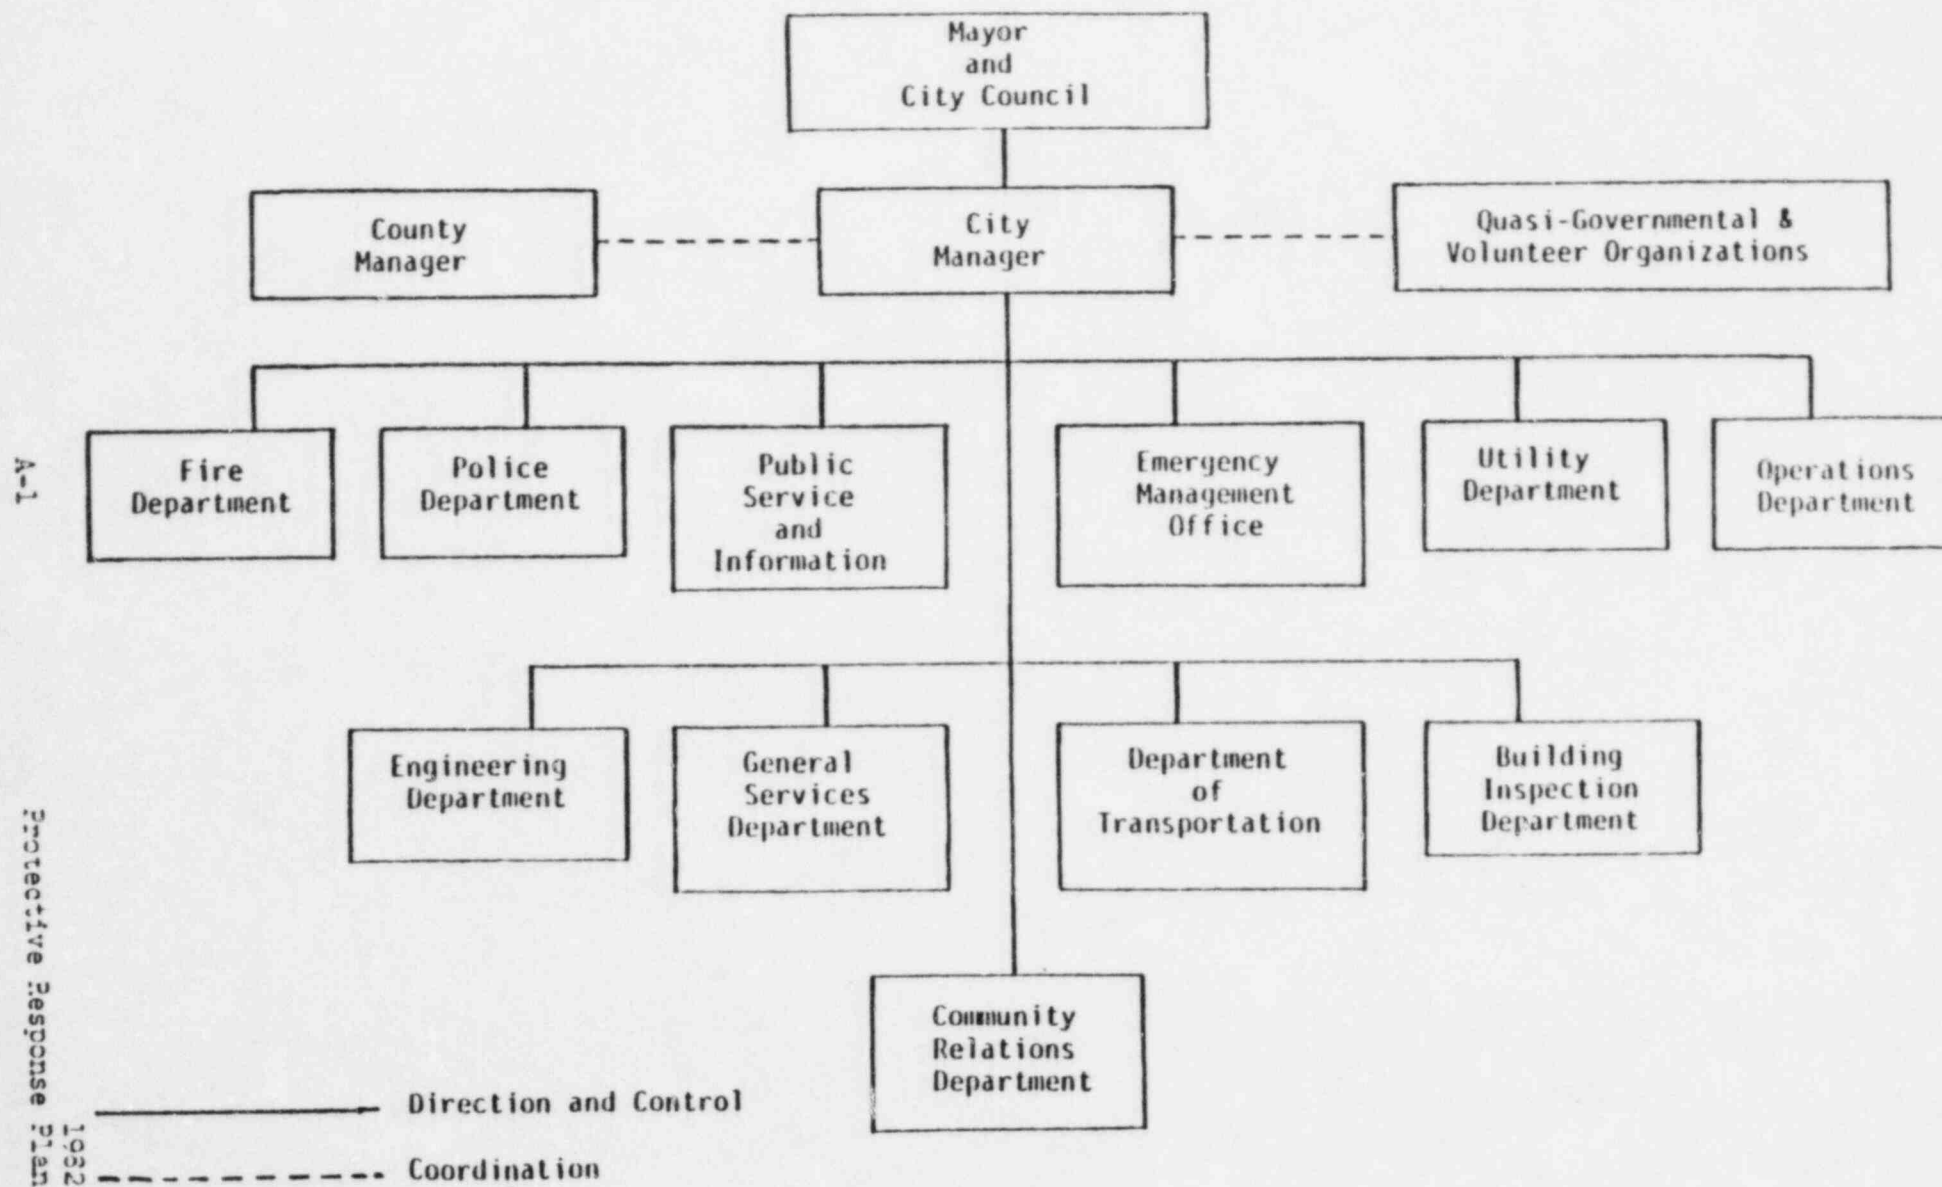 Mayor
and
City Council
County
Manager
City
Manager
Quasi-Governmental &
Volunteer Organizations
Fire
Department
Police
Department
Public
Service
and
Information
Emergency
Management
Office
Utility
Department
Operations
Department
Engineering
Department
General
Services
Department
Department
of
Transportation
Building
Inspection
Department
Community
Relations
Department
Direction and Control
Coordination
A-1
Protective Response Plan
1982